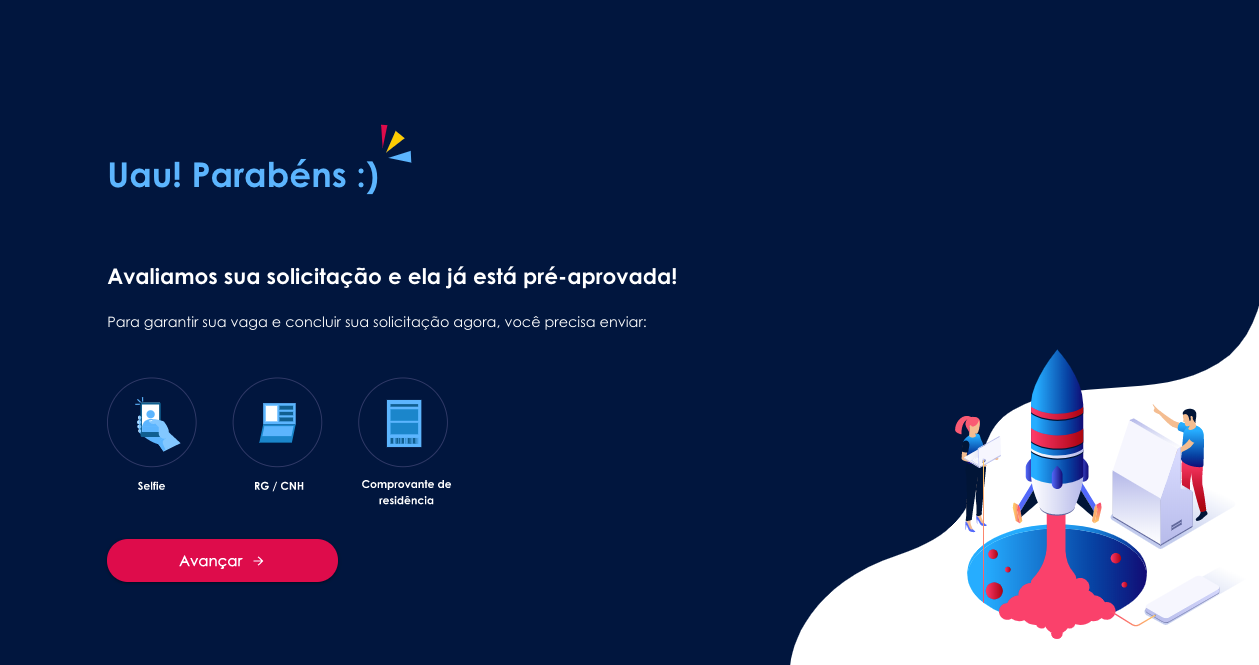 Uau! Parabéns :)
Avaliamos sua solicitação e ela já está pré-aprovada!
Para garantir sua vaga e concluir sua solicitação agora, você precisa enviar:
Selfie
RG / CNH
Comprovante de
residência
Avançar →